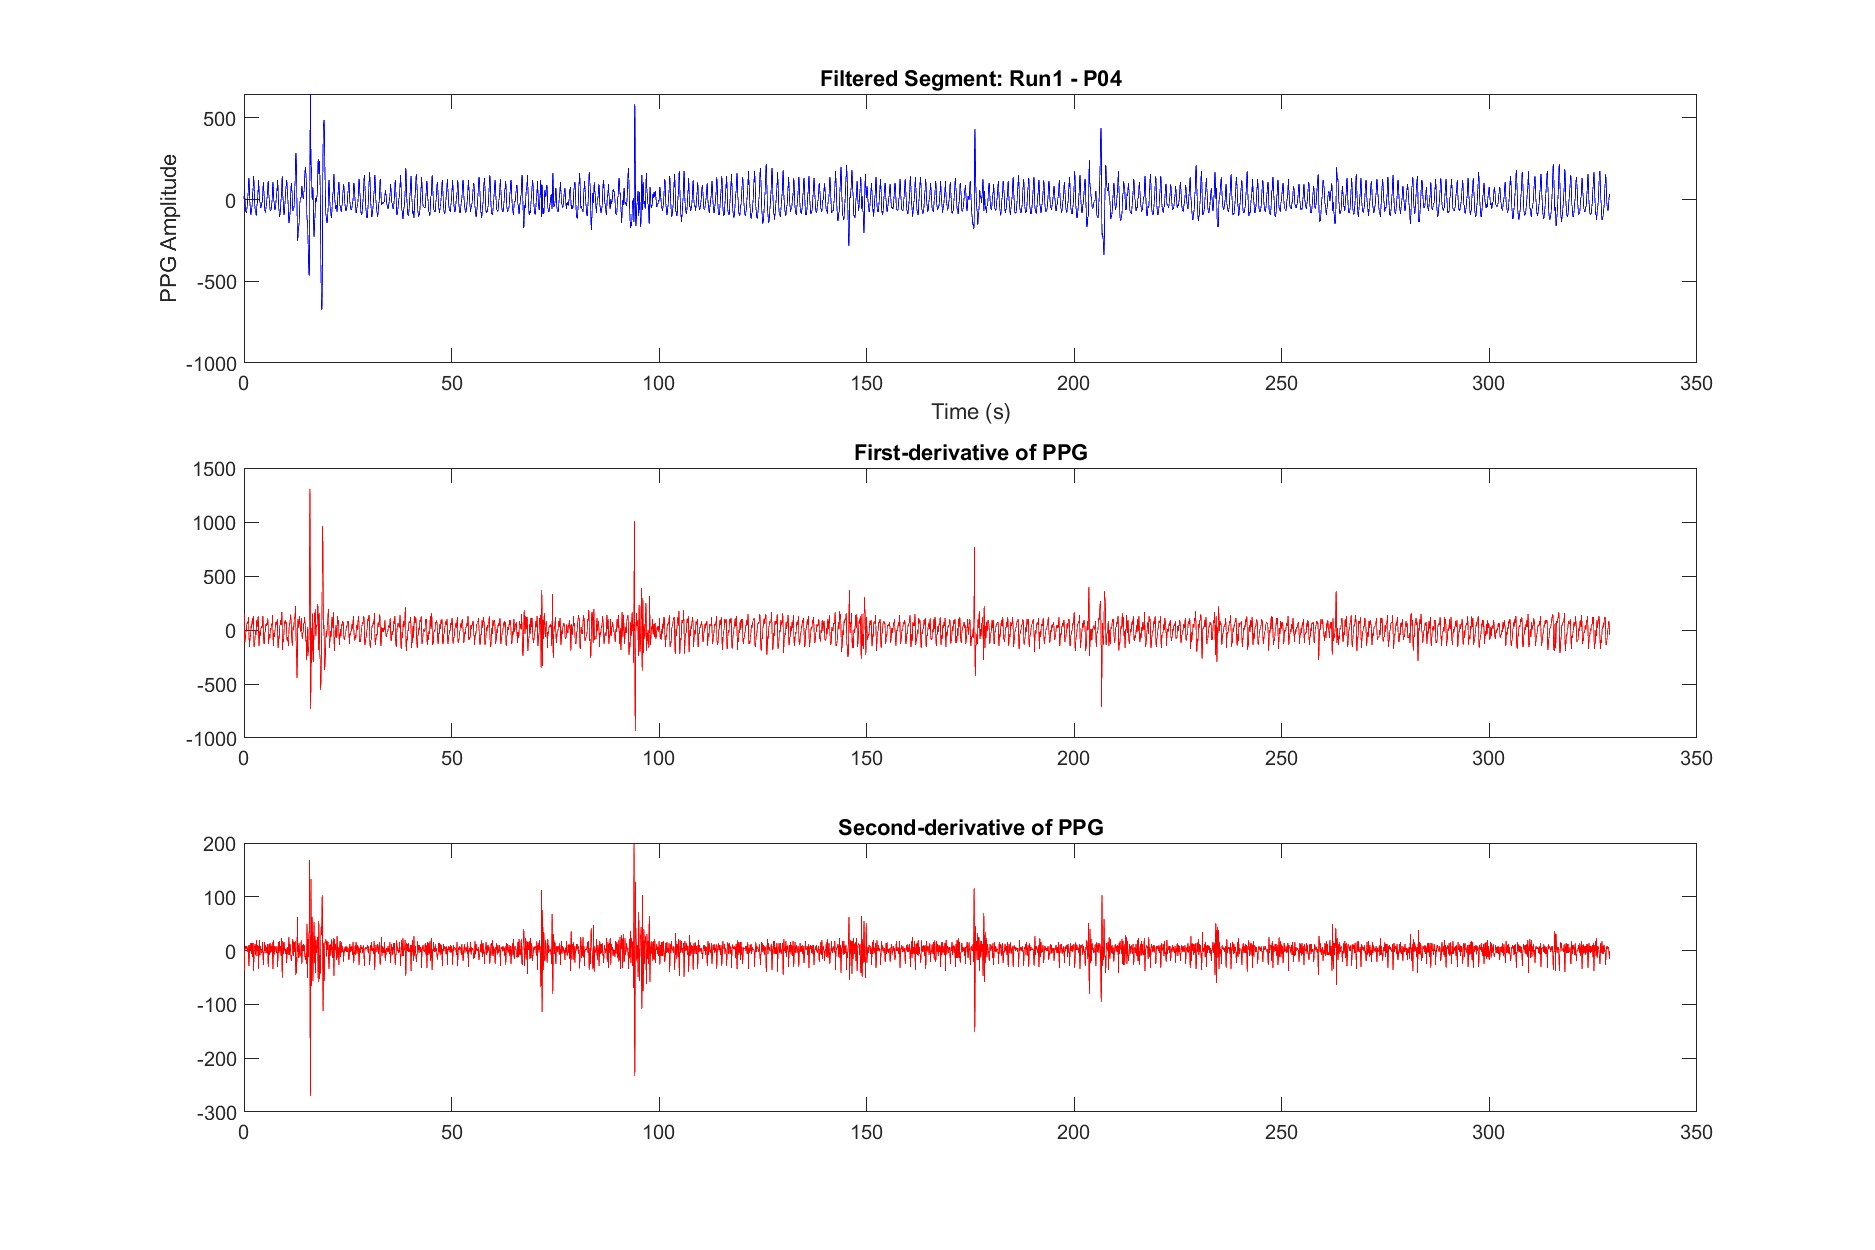 Filtered Segment: Run1 - P04
500
0
-500
-1000
PPG Amplitude
0 50 100 150 200 250 300 350
Time (s)
First-derivative of PPG
1500
1000
500
0
-500
-1000
0 50 100 150 200 250 300 350
Second-derivative of PPG
200
100
0
-100
-200
-300
0 50 100 150 200 250 300 350